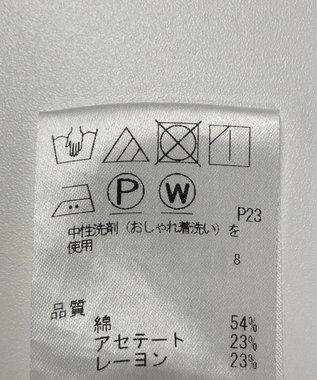 P W
P23
中性洗剤（おしゃれ着洗い）を
使用
8
品質
綿 54%
アセテート 23%
レーヨン 23%